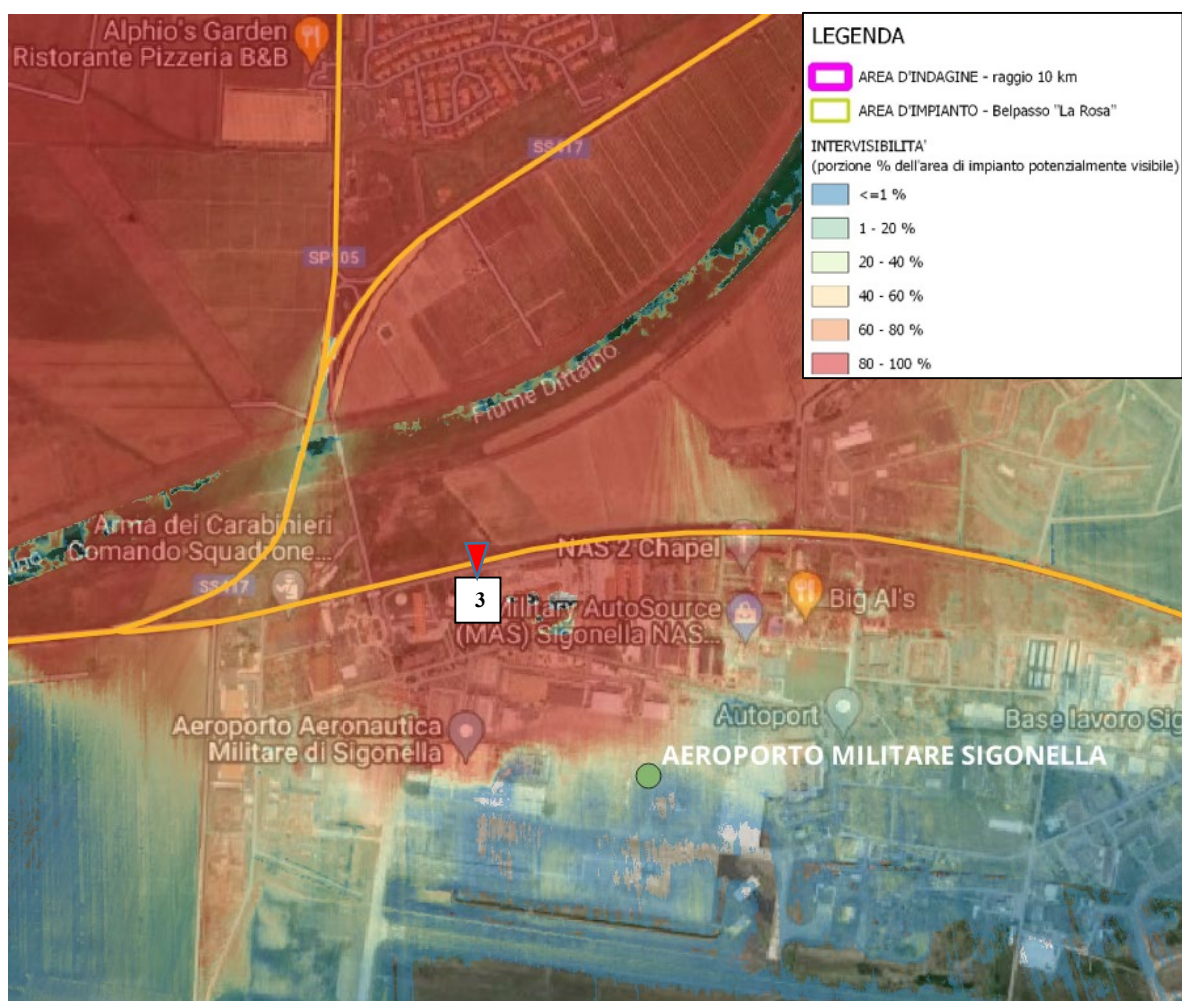 Alphio's Garden
Ristorante Pizzeria B&B
SS417
SP105
Fiume Dittaino
Arma dei Carabinieri
Comando Squadrone...
SS417
NAS 2 Chapel
3
Military AutoSource
(MAS) Sigonella NAS...
Big Al's
Aeroporto Aeronautica
Militare di Sigonella
Autoport
Base lavoro Sig
AEROPORTO MILITARE SIGONELLA
LEGENDA
AREA D'INDAGINE - raggio 10 km
AREA D'IMPIANTO - Belpasso "La Rosa"
INTERVISIBILITA'
(porzione % dell'area di impianto potenzialmente visibile)
<=1 %
1 - 20 %
20 - 40 %
40 - 60 %
60 - 80 %
80 - 100 %